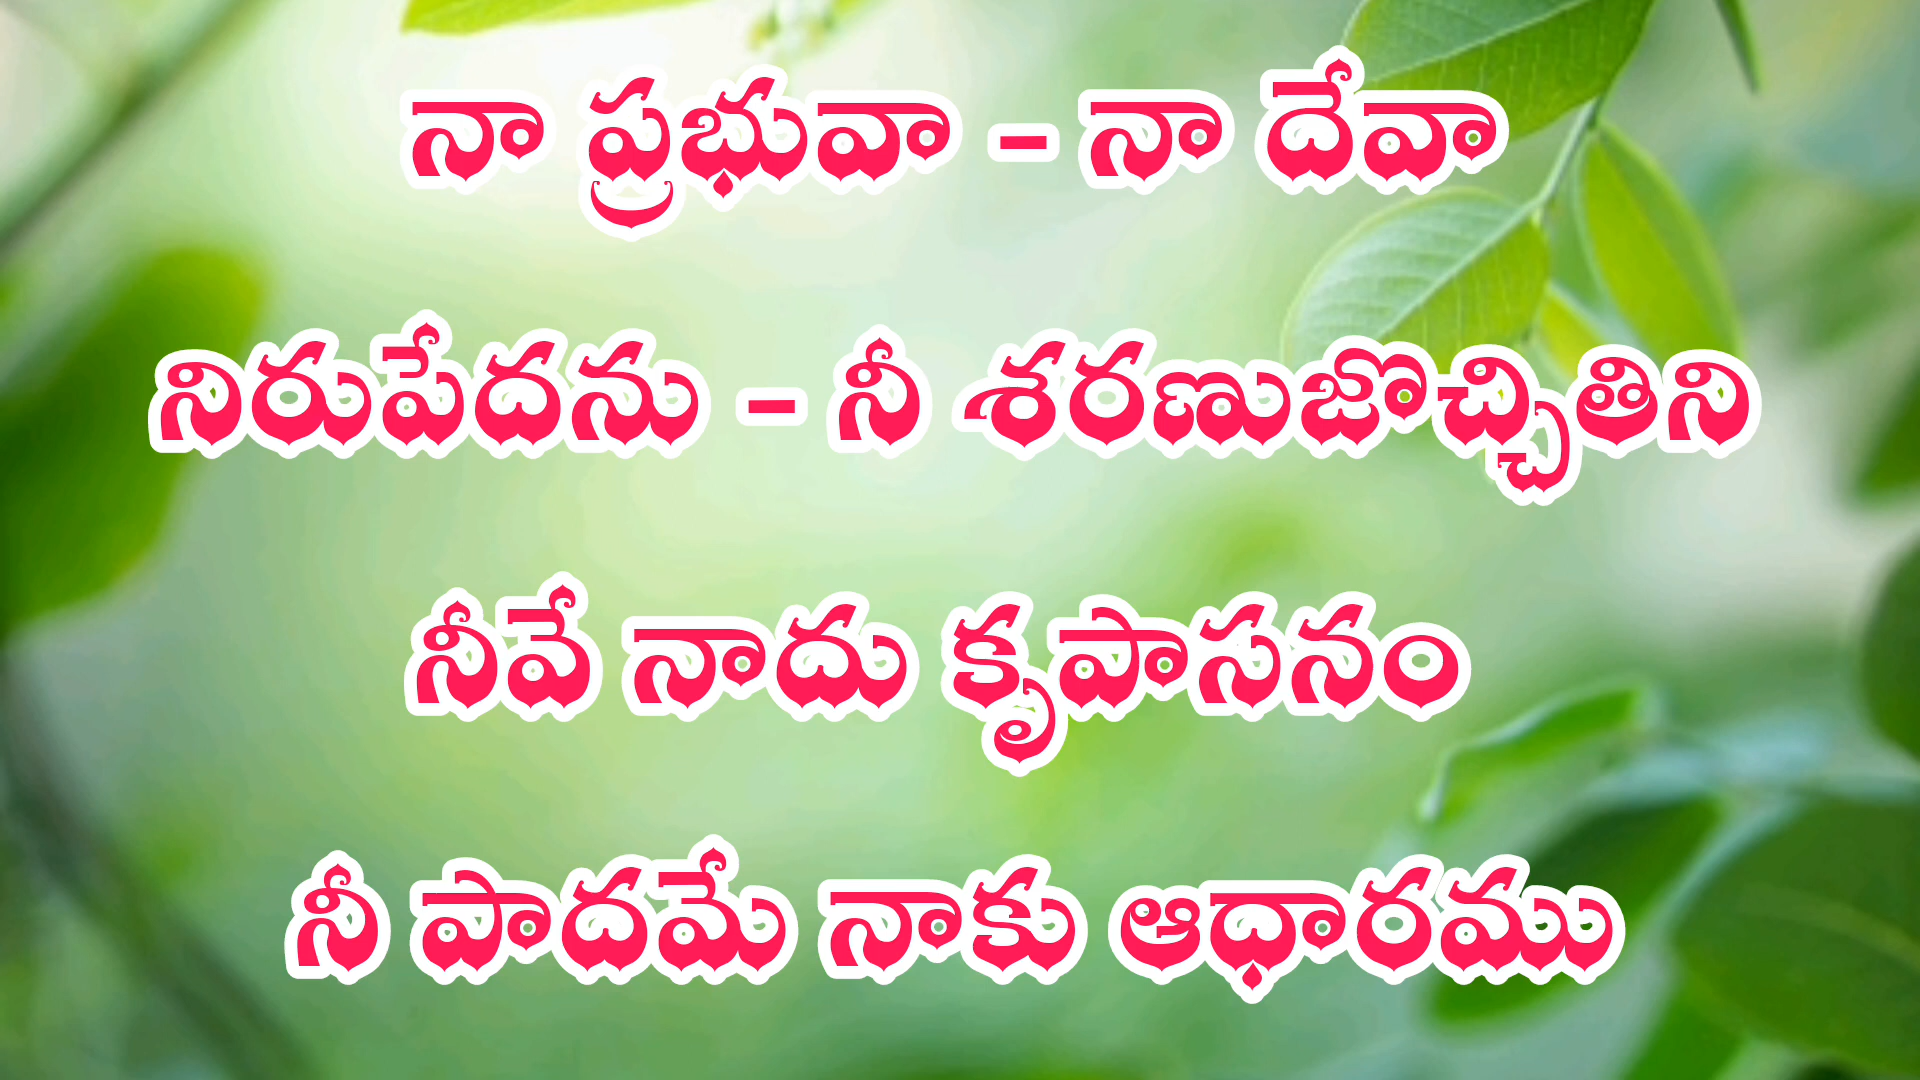 నా ప్రభువా - నా దేవా
నిరుపేదను - నీ శరణుజొచ్చితిని
నీవే నాదు కృపాసనం
నీ పాదమే నాకు ఆధారము